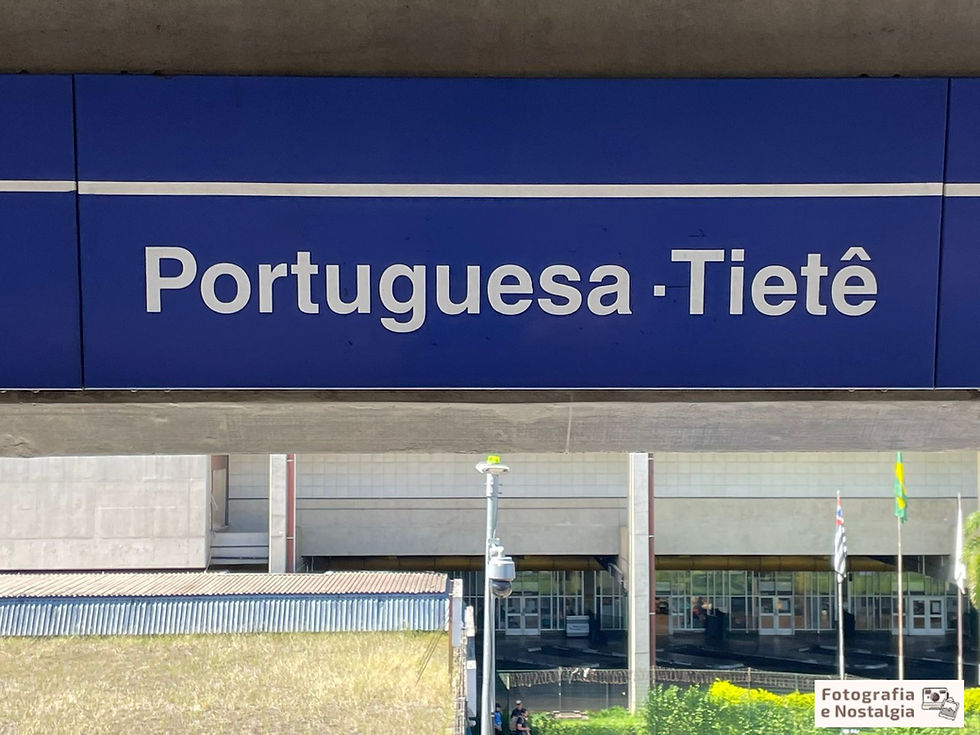 Portuguesa ·Tietê
Fotografia
e Nostalgia